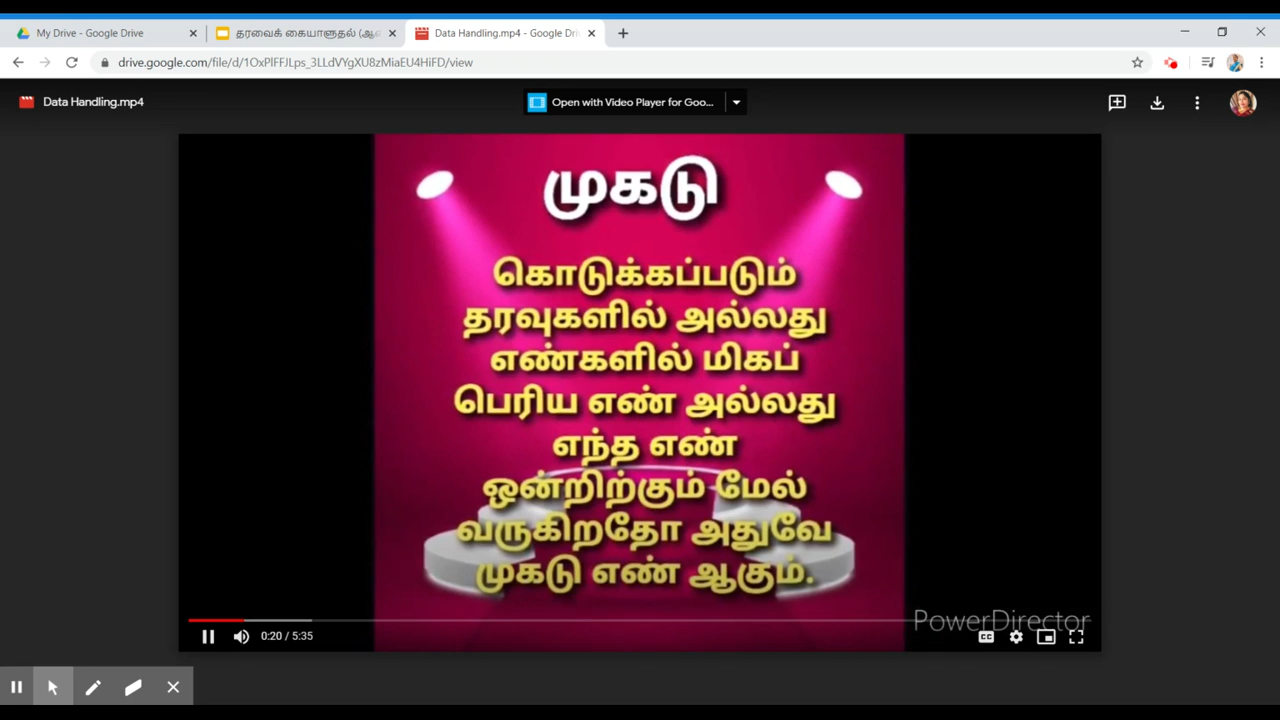 My Drive - Google Drive
தரவைக் கையாளுதல் (ஆ
Data Handling.mp4 - Google Dri
drive.google.com/file/d/1OxPlFFJLps_3LLdVYgXU8zMiaEU4HiFD/view
Data Handling.mp4
Open with Video Player for Goo...
முகடு
கொடுக்கப்படும்
தரவுகளில் அல்லது
எண்களில் மிகப்
பெரிய எண் அல்லது
எந்த எண்
ஒன்றிற்கும் மேல்
வருகிறதோ அதுவே
முகடு எண் ஆகும்.
PowerDirector
0:20 / 5:35